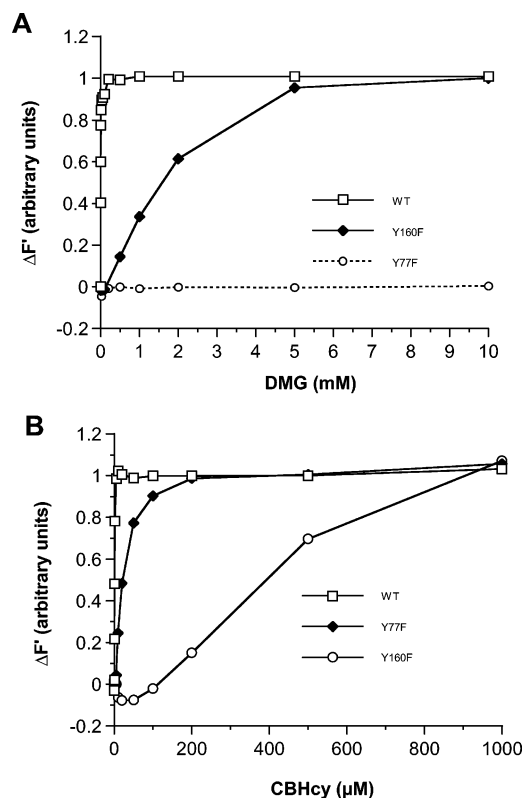 A
1.2
1
0.8
0.6
0.4
0.2
0
-0.2
ΔF' (arbitrary units)
WT
Y160F
Y77F
0 1 2 3 4 5 6 7 8 9 10
DMG (mM)
B
1.2
1
0.8
0.6
0.4
0.2
0
-0.2
ΔF' (arbitrary units)
WT
Y77F
Y160F
0 200 400 600 800 1000
CBHcy (μM)